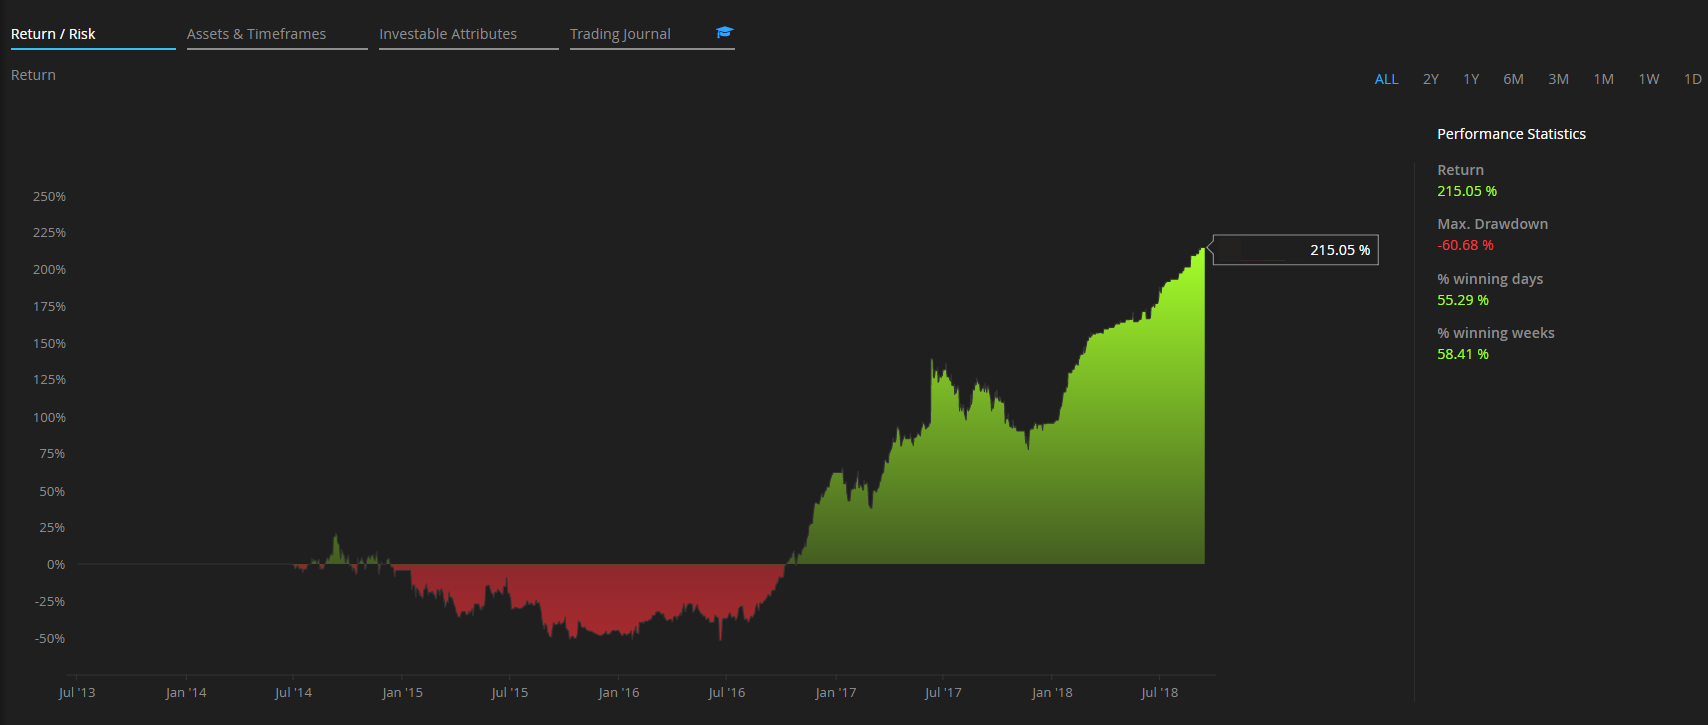 Return / Risk
Assets & Timeframes
Investable Attributes
Trading Journal
Return
ALL 2Y 1Y 6M 3M 1M 1W 1D
Performance Statistics
Return
215.05 %
Max. Drawdown
-60.68 %
% winning days
55.29 %
% winning weeks
58.41 %
250%
225%
200%
175%
150%
125%
100%
75%
50%
25%
0%
-25%
-50%
215.05 %
Jul '13 Jan '14 Jul '14 Jan '15 Jul '15 Jan '16 Jul '16 Jan '17 Jul '17 Jan '18 Jul '18